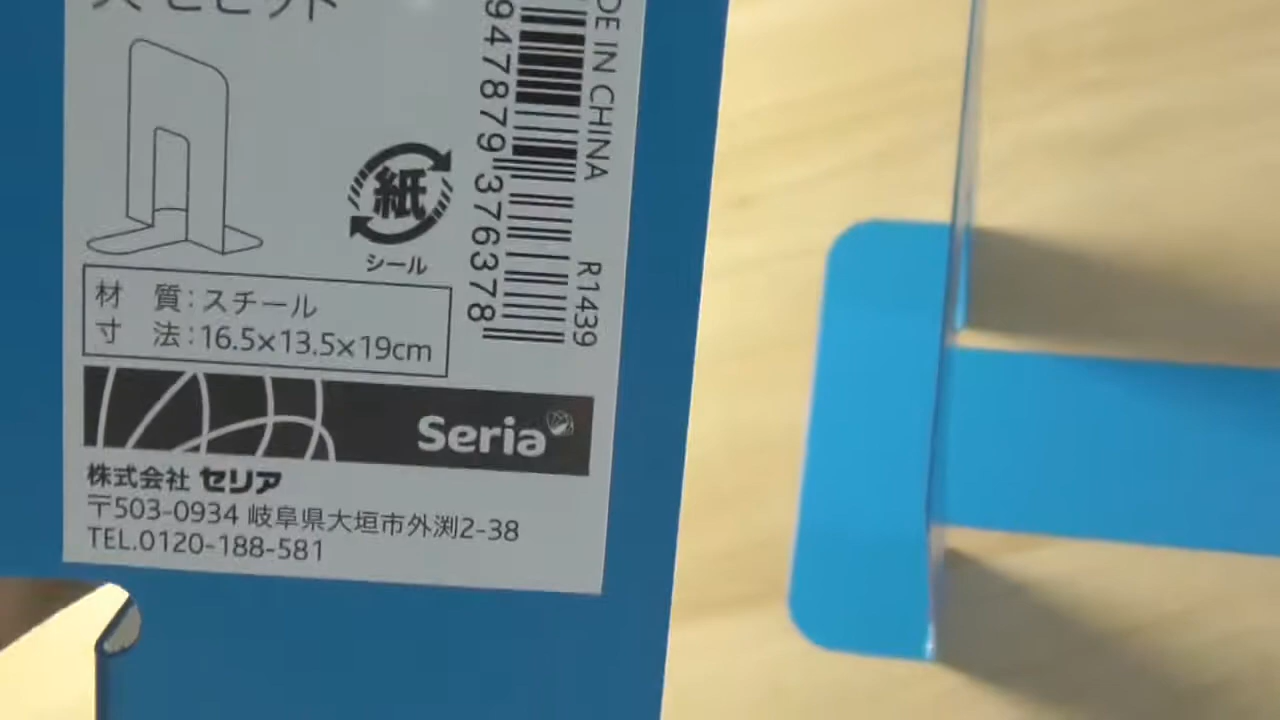 紙
シール
材 質:スチール
寸 法:16.5×13.5×19cm
Seria
株式会社 セリア
〒503-0934 岐阜県大垣市外渕2-38
TEL.0120-188-581
947879 376378
DE IN CHINA
R1439